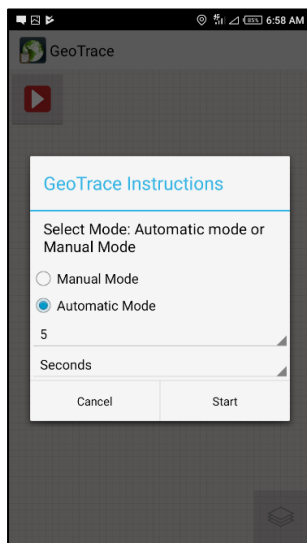 85% 6:58 AM
GeoTrace
GeoTrace Instructions
Select Mode: Automatic mode or
Manual Mode
Manual Mode
Automatic Mode
5
Seconds
Cancel Start